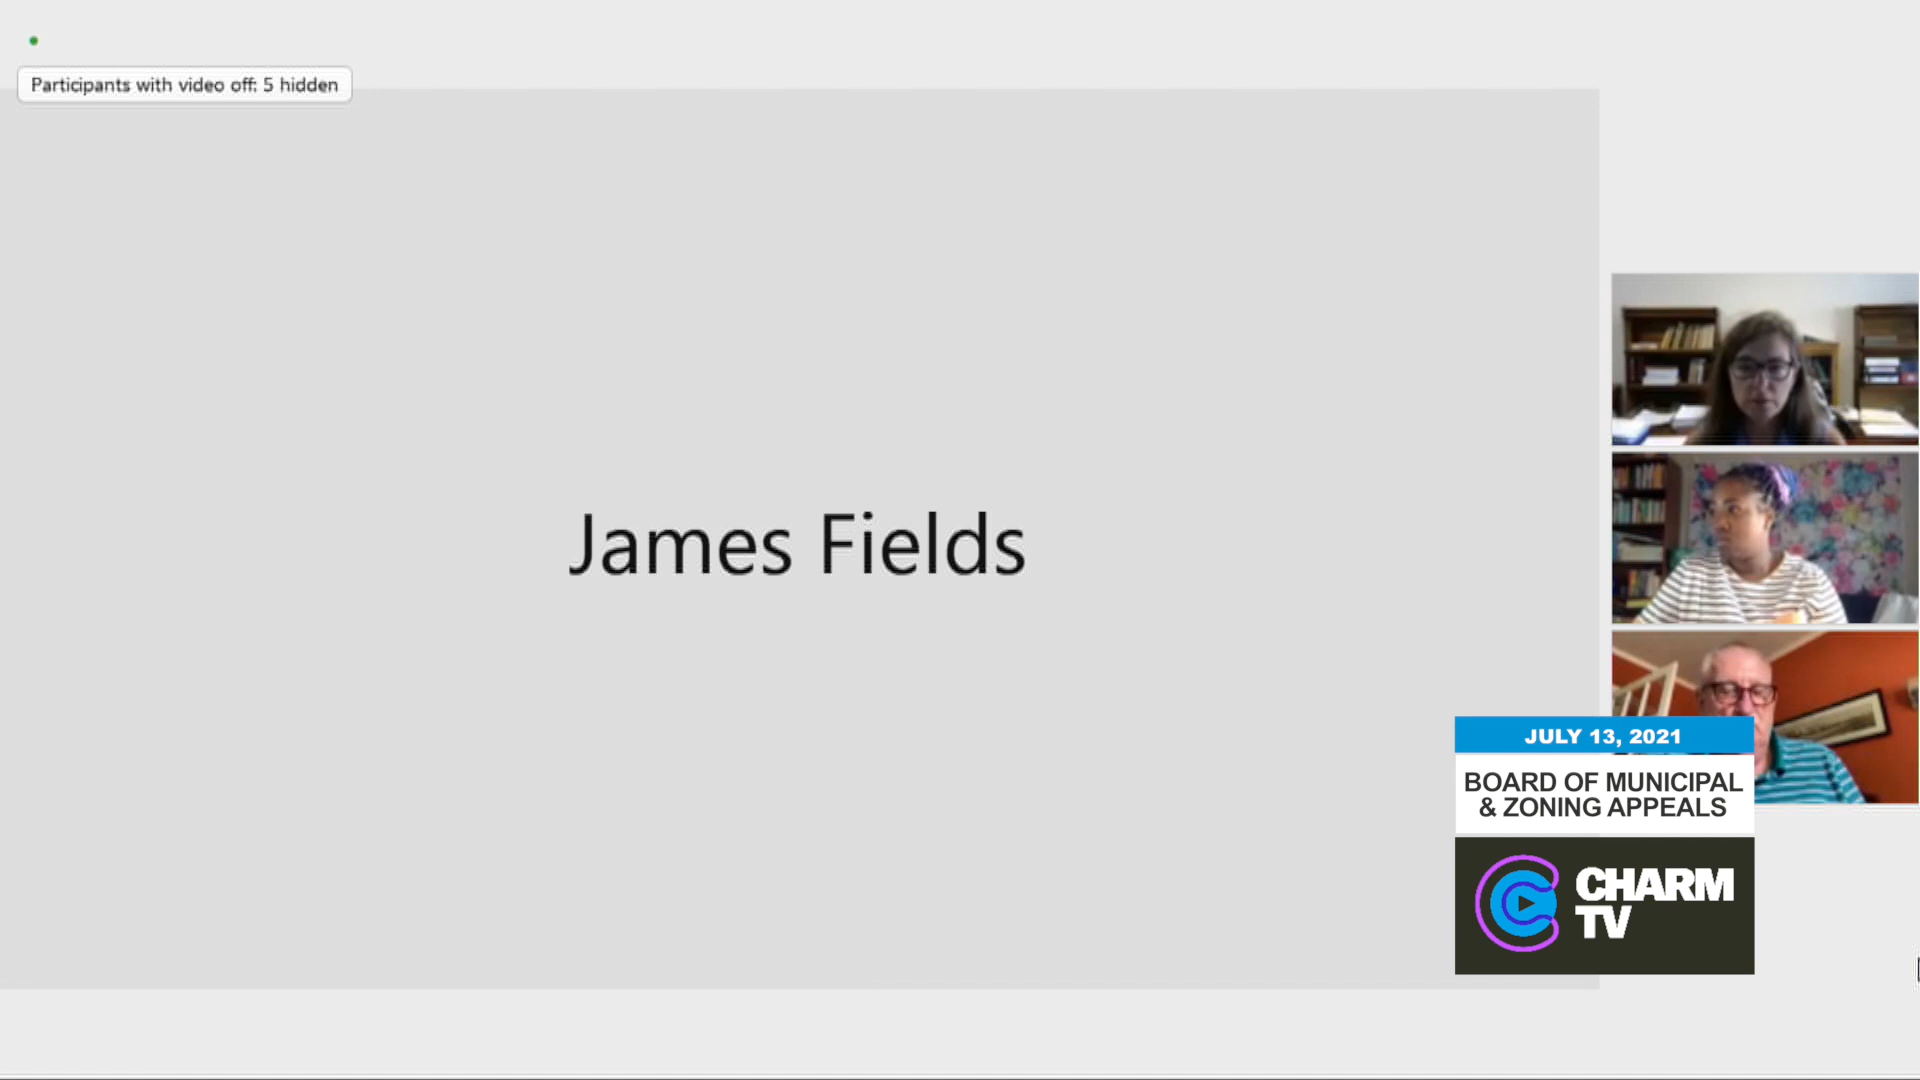 Participants with video off: 5 hidden
James Fields
JULY 13, 2021
BOARD OF MUNICIPAL
& ZONING APPEALS
CHARM
TV